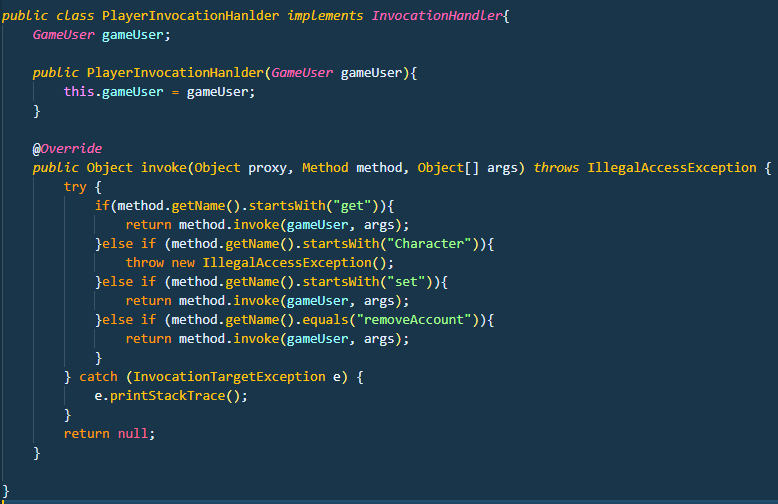 public class PlayerInvocationHanlder implements InvocationHandler{
GameUser gameUser;
public PlayerInvocationHanlder(GameUser gameUser){
this.gameUser = gameUser;
}
@Override
public Object invoke(Object proxy, Method method, Object[] args) throws IllegalAccessException {
try {
if(method.getName().startsWith("get")){
return method.invoke(gameUser, args);
}else if (method.getName().startsWith("Character")){
throw new IllegalAccessException();
}else if (method.getName().startsWith("set")){
return method.invoke(gameUser, args);
}else if (method.getName().equals("removeAccount")){
return method.invoke(gameUser, args);
}
} catch (InvocationTargetException e) {
e.printStackTrace();
}
return null;
}
}